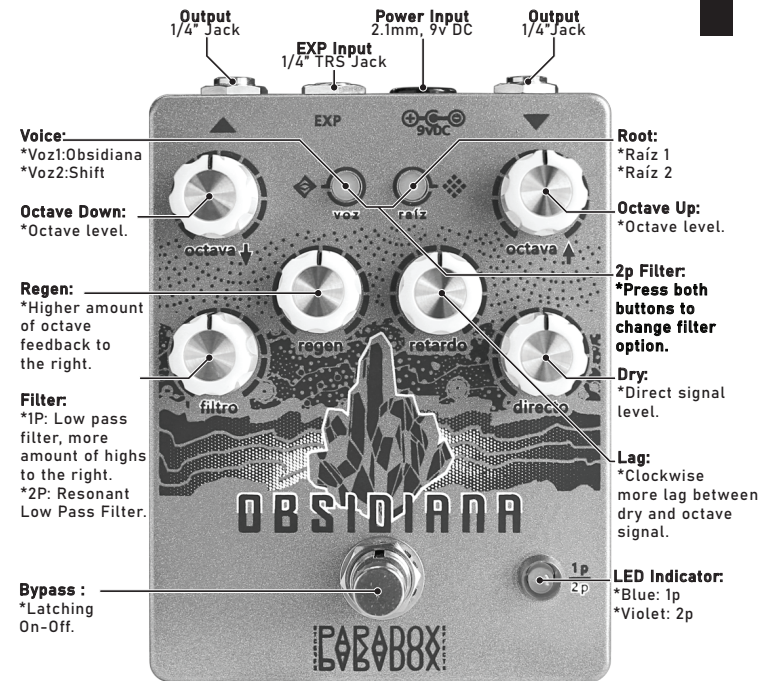 Output
1/4" Jack
EXP Input
1/4" TRS Jack
Power Input
2.1mm, 9v DC
Output
1/4"Jack
EXP
9vDC
Voice:
*Voz1:Obsidiana
*Voz2:Shift
Octave Down:
*Octave level.
Regen:
*Higher amount
of octave
feedback to
the right.
Filter:
*1P: Low pass
filter, more
amount of highs
to the right.
*2P: Resonant
Low Pass Filter.
Bypass :
*Latching
On-Off.
voz
raíz
octava
octava
regen
retardo
filtro
directo
OBSIDIANA
1p
2p
PARADOX
Root:
*Raíz 1
*Raíz 2
Octave Up:
*Octave level.
2p Filter:
*Press both
buttons to
change filter
option.
Dry:
*Direct signal
level.
Lag:
*Clockwise
more lag between
dry and octave
signal.
LED Indicator:
*Blue: 1p
*Violet: 2p